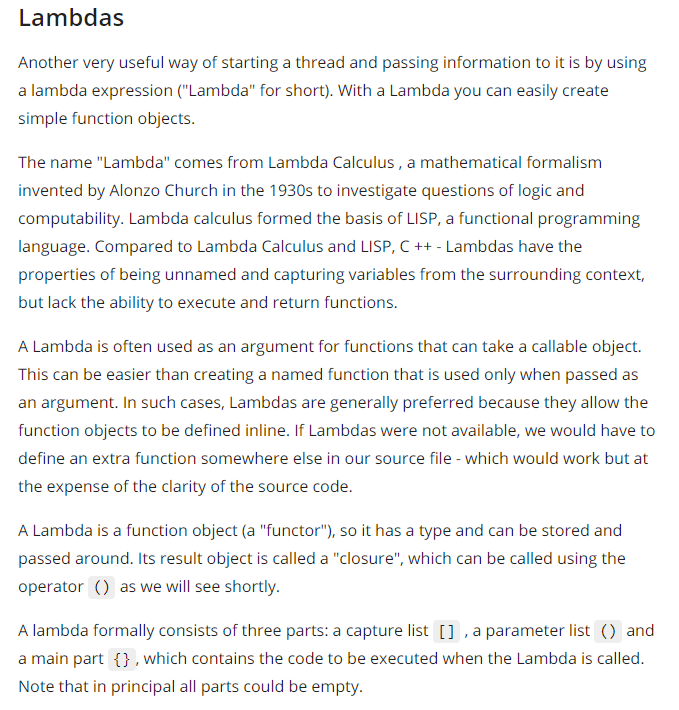 Lambdas
Another very useful way of starting a thread and passing information to it is by using
a lambda expression ("Lambda" for short). With a Lambda you can easily create
simple function objects.
The name "Lambda" comes from Lambda Calculus , a mathematical formalism
invented by Alonzo Church in the 1930s to investigate questions of logic and
computability. Lambda calculus formed the basis of LISP, a functional programming
language. Compared to Lambda Calculus and LISP, C ++ - Lambdas have the
properties of being unnamed and capturing variables from the surrounding context,
but lack the ability to execute and return functions.
A Lambda is often used as an argument for functions that can take a callable object.
This can be easier than creating a named function that is used only when passed as
an argument. In such cases, Lambdas are generally preferred because they allow the
function objects to be defined inline. If Lambdas were not available, we would have to
define an extra function somewhere else in our source file - which would work but at
the expense of the clarity of the source code.
A Lambda is a function object (a "functor"), so it has a type and can be stored and
passed around. Its result object is called a "closure", which can be called using the
operator () as we will see shortly.
A lambda formally consists of three parts: a capture list [] , a parameter list () and
a main part {} , which contains the code to be executed when the Lambda is called.
Note that in principal all parts could be empty.